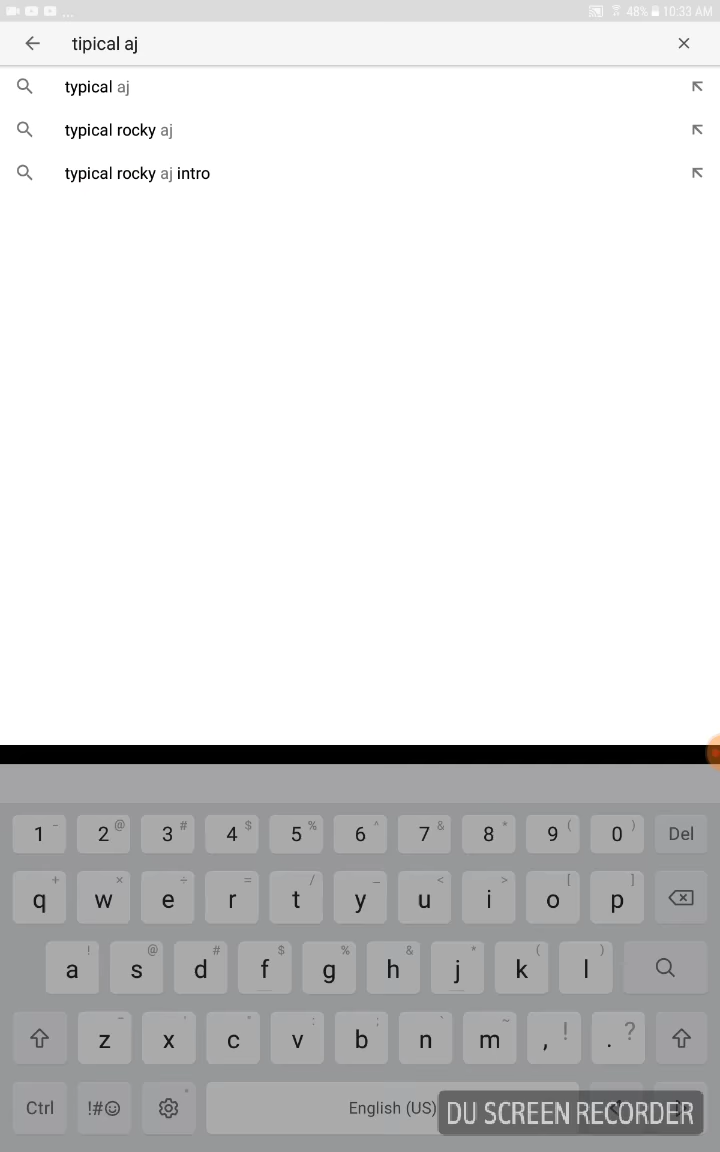 ... 48% 10:33 AM
tipical aj
typical aj
typical rocky aj
typical rocky aj intro
1 - 2 @ 3 # 4 $ 5 % 6 ^ 7 & 8 * 9 ( 0 ) Del
q + w × e ÷ r = t / y _ u < i > o [ p ]
a ! s @ d # f $ g % h & j * k ( l )
z x c v : b ; n m ~ , ! . ?
Ctrl !#☺ English (US)
DU SCREEN RECORDER